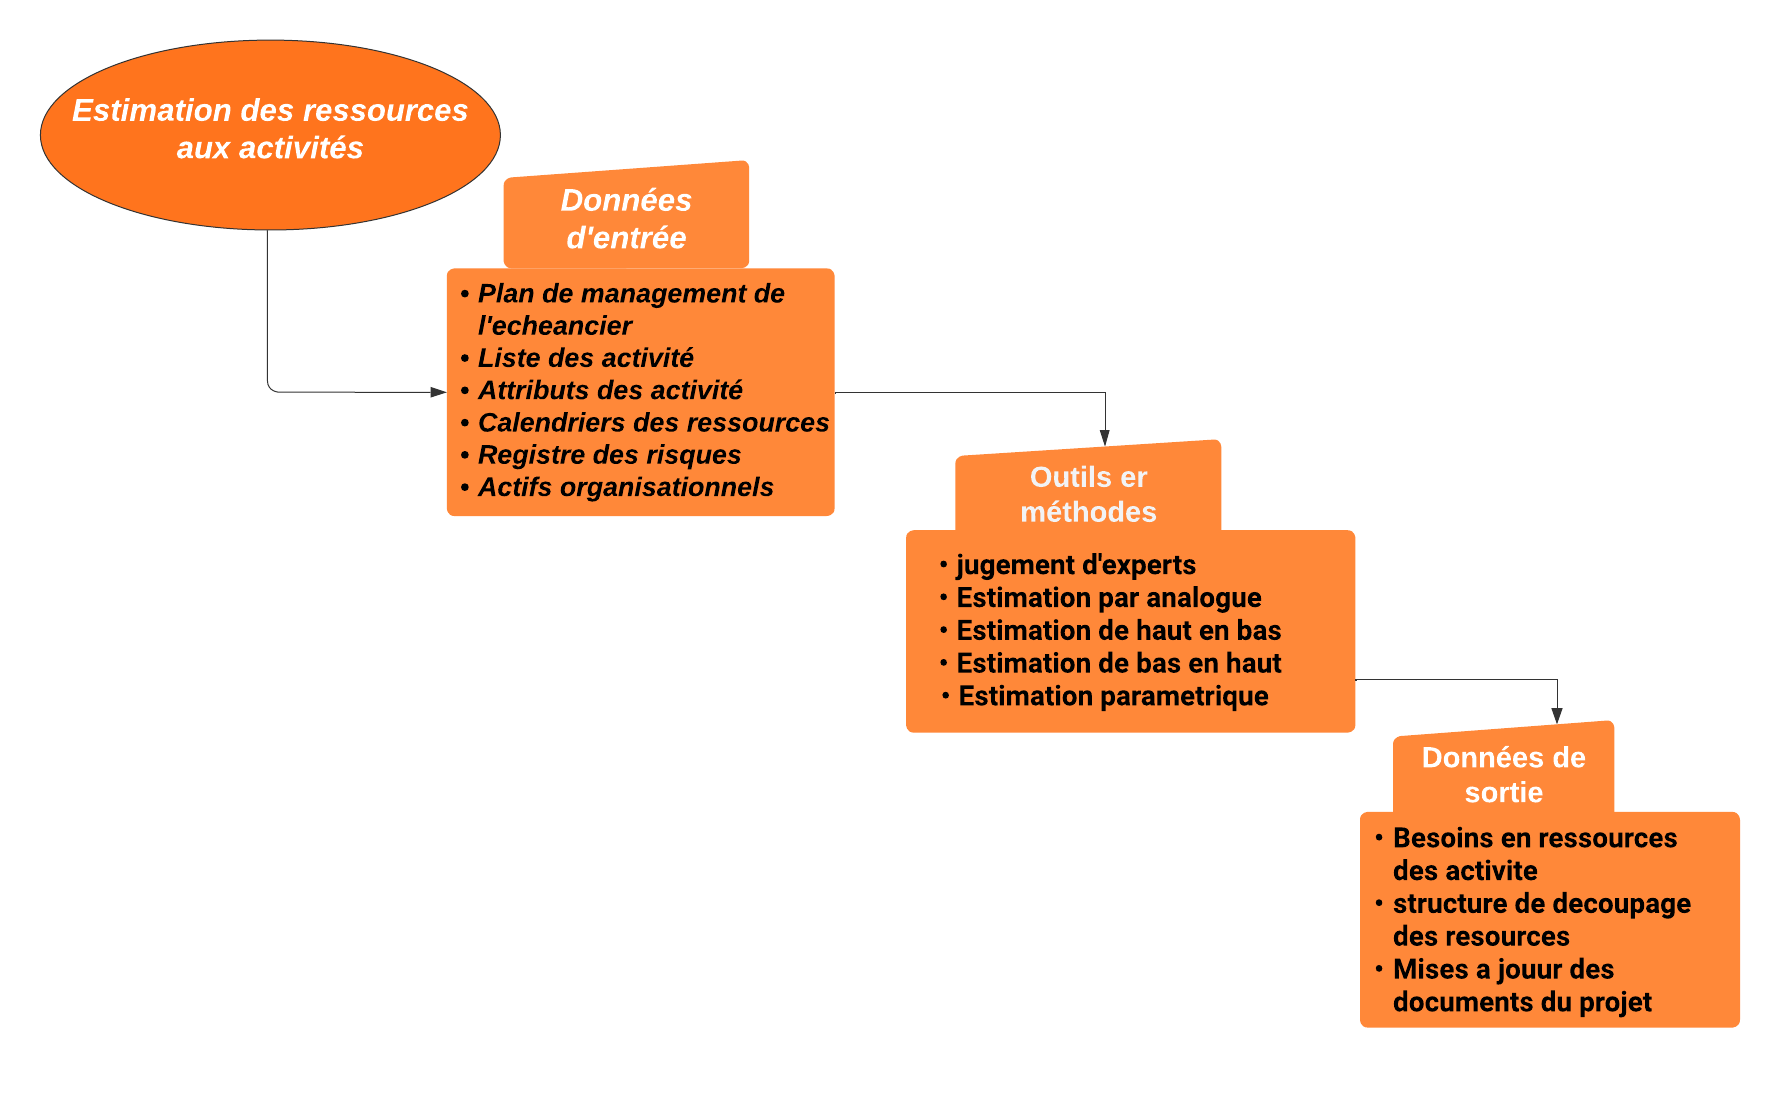 Estimation des ressources
aux activités
Données
d'entrée
• Plan de management de
l'echeancier
• Liste des activité
• Attributs des activité
• Calendriers des ressources
• Registre des risques
• Actifs organisationnels
Outils er
méthodes
• jugement d'experts
• Estimation par analogue
• Estimation de haut en bas
• Estimation de bas en haut
• Estimation parametrique
Données de
sortie
• Besoins en ressources
des activite
• structure de decoupage
des resources
• Mises a jouur des
documents du projet